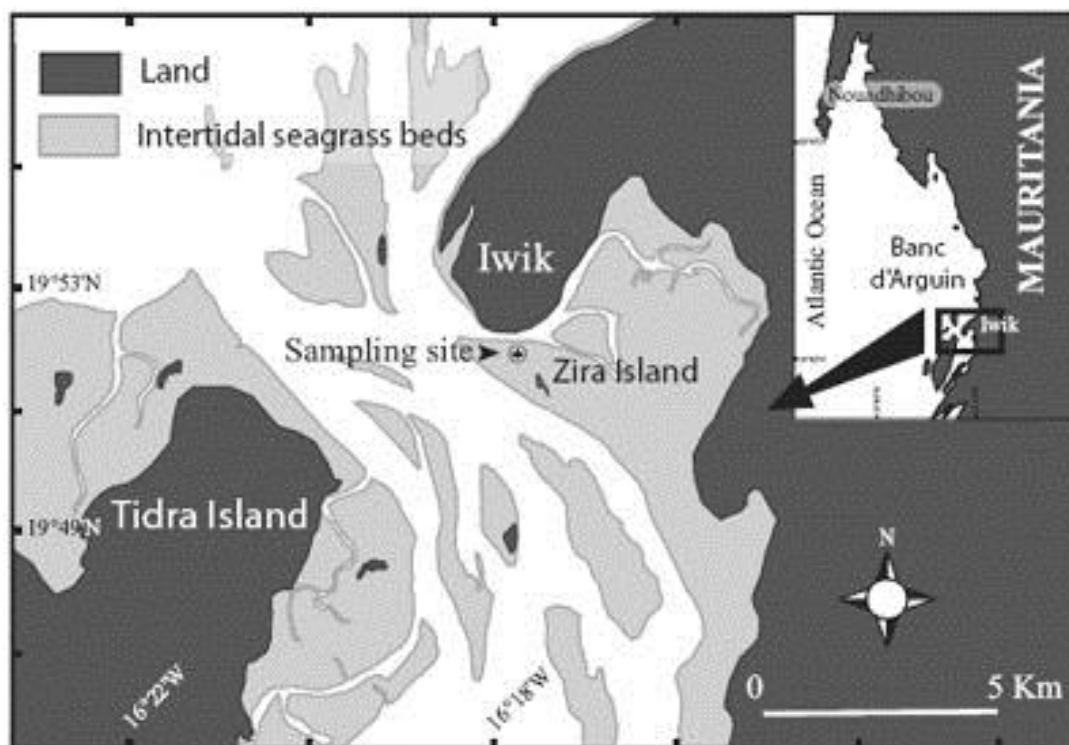 Land
Intertidal seagrass beds
Nouadhibou
MAURITANIA
Atlantic Ocean
Banc
d'Arguin
Iwik
Iwik
19°53'N
Sampling site
Zira Island
Tidra Island
19°49'N
N
16°22'W
16°18'W
0
5 Km